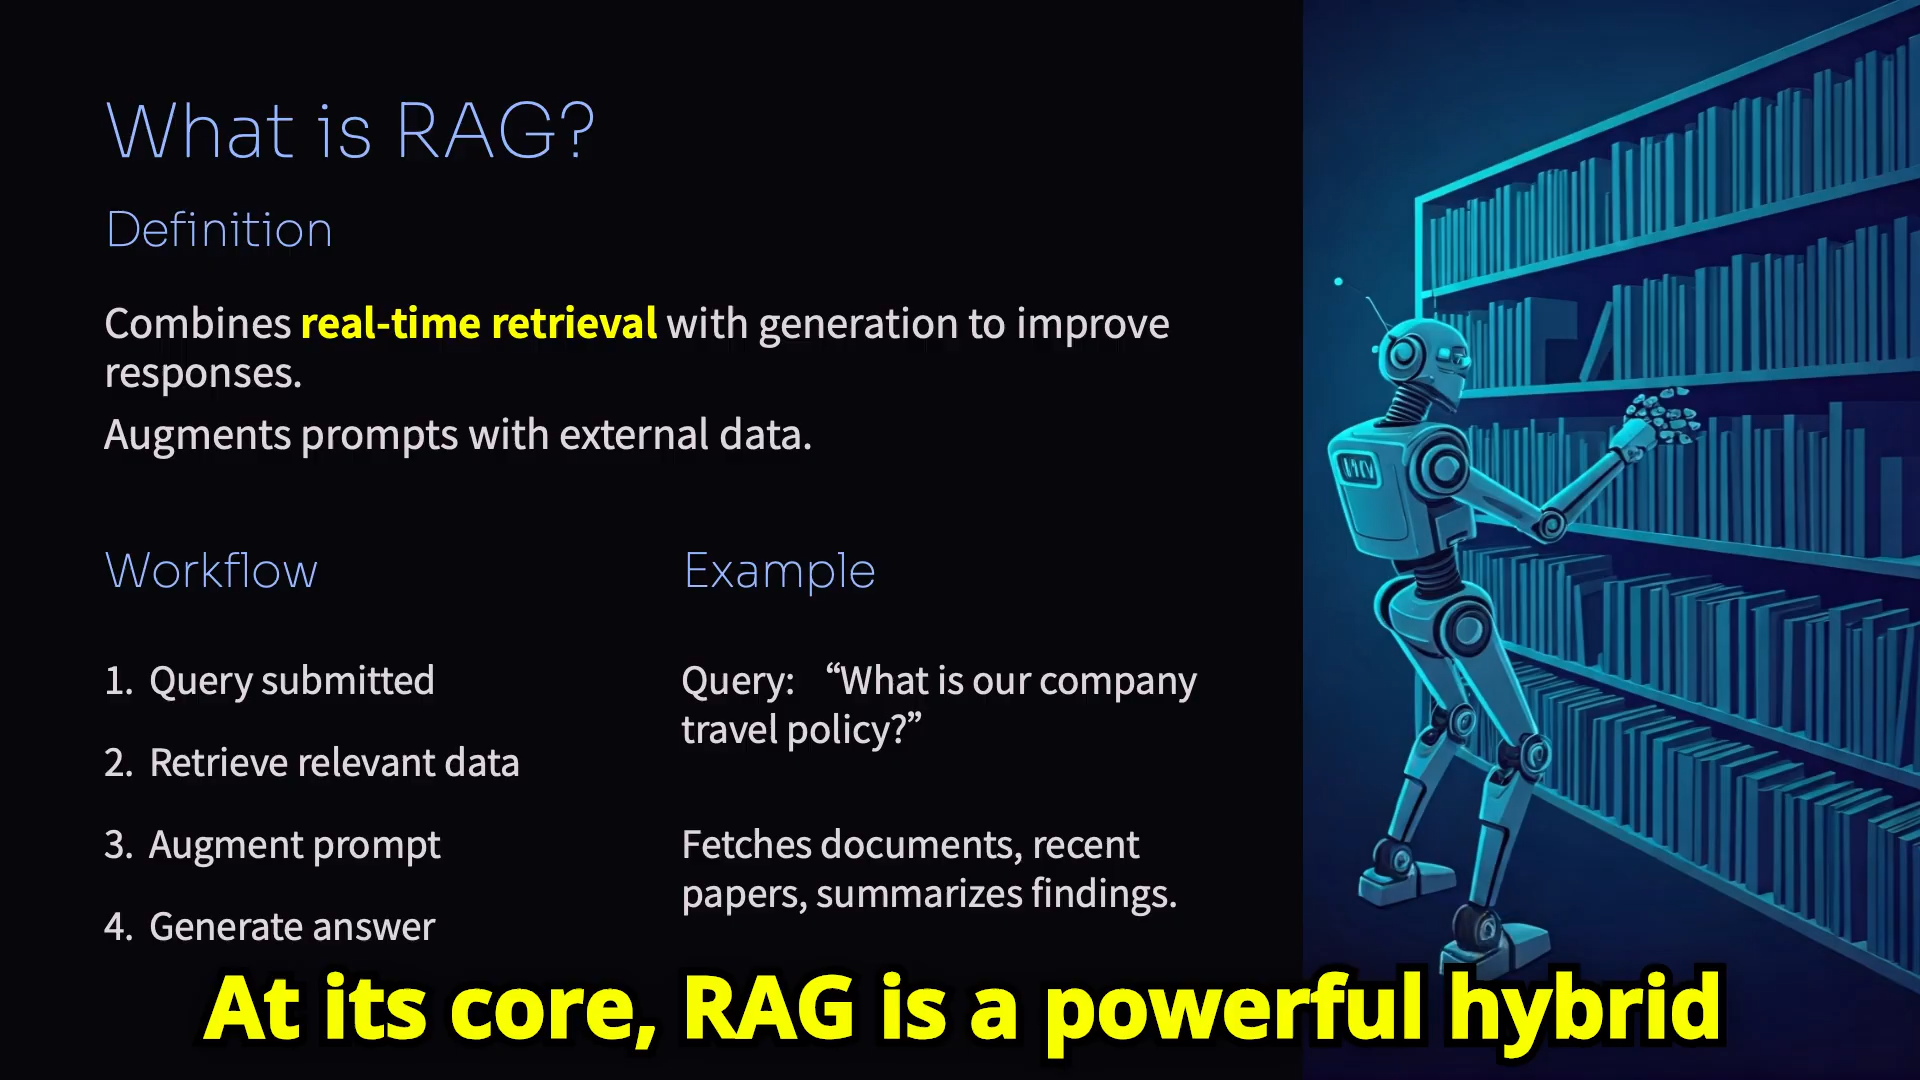 What is RAG?
Definition
Combines real-time retrieval with generation to improve
responses.
Augments prompts with external data.
Workflow
1. Query submitted
2. Retrieve relevant data
3. Augment prompt
4. Generate answer
Example
Query: “What is our company
travel policy?”
Fetches documents, recent
papers, summarizes findings.
At its core, RAG is a powerful hybrid